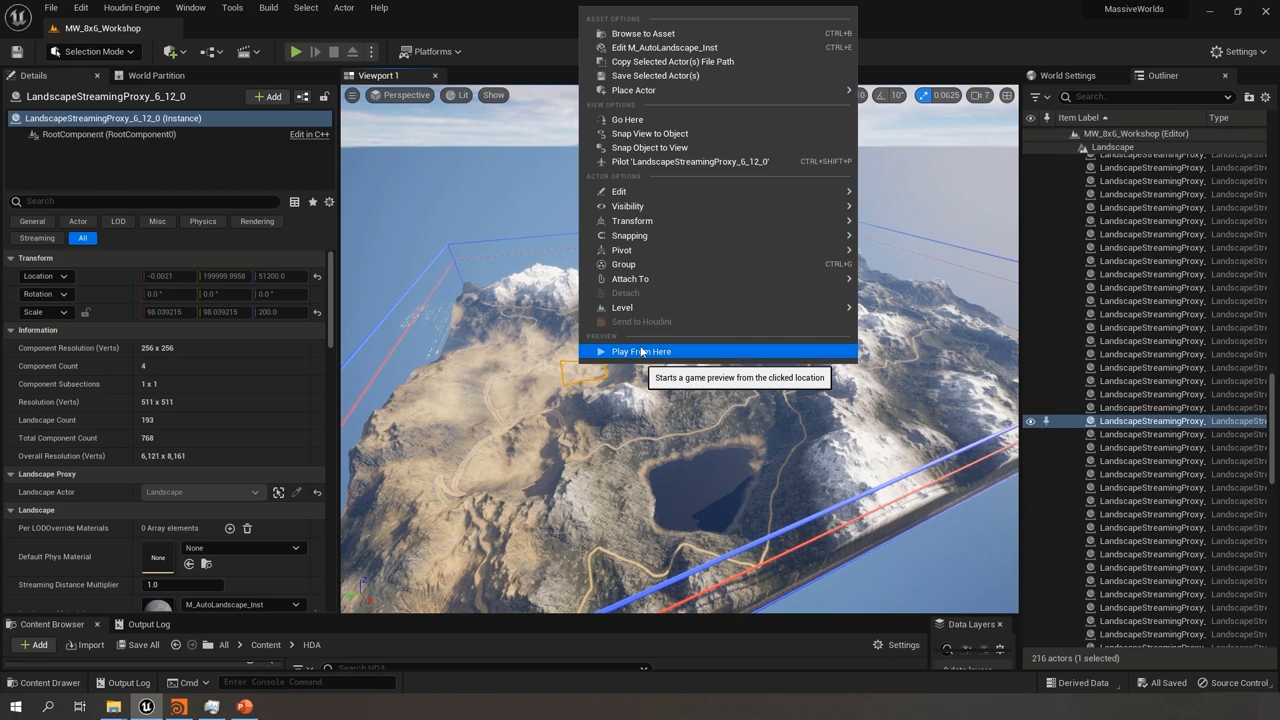 File Edit Build Houdini Engine Window Tools Build Select Actor Help
MassiveWorlds
MW_8x6_Workshop
Selection Mode
Platforms
Settings
Details
World Partition
LandscapeStreamingProxy_6_12_0
Add
LandscapeStreamingProxy_6_12_0 (Instance)
RootComponent (RootComponent0)
Edit in C++
Search
General
Actor
LOD
Misc
Physics
Rendering
Streaming
All
Transform
Location -0.0021 199999.9958 51200.0
Rotation 0.0 ° 0.0 ° 0.0 °
Scale 98.039215 98.039215 200.0
Information
Component Resolution (Verts) 256 x 256
Component Count 4
Component Subsections 1 x 1
Resolution (Verts) 511 x 511
Landscape Count 193
Total Component Count 768
Overall Resolution (Verts) 6,121 x 8,161
Landscape Proxy
Landscape Actor Landscape
Landscape
Per LODOverride Materials 0 Array elements
Default Phys Material None None
Streaming Distance Multiplier 1.0
M_AutoLandscape_Inst
Viewport 1
Perspective
Lit
Show
10°
0.0625
7
ASSET OPTIONS
Browse to Asset CTRL+B
Edit M_AutoLandscape_Inst CTRL+E
Copy Selected Actor(s) File Path
Save Selected Actor(s)
Place Actor
VIEW OPTIONS
Go Here
Snap View to Object
Snap Object to View
Pilot 'LandscapeStreamingProxy_6_12_0' CTRL+SHIFT+P
ACTOR OPTIONS
Edit
Visibility
Transform
Snapping
Pivot
Group CTRL+G
Attach To
Detach
Level
Send to Houdini
PREVIEW
Play From Here
Starts a game preview from the clicked location
World Settings
Outliner
Search...
Item Label
Type
MW_8x6_Workshop (Editor)
Landscape
LandscapeStreamingProxy_ LandscapeStre
216 actors (1 selected)
Content Browser
Output Log
Add
Import
Save All
All
Content
HDA
Settings
Search HDA
Data Layers
Content Drawer
Output Log
Cmd
Enter Console Command
Derived Data
All Saved
Source Control